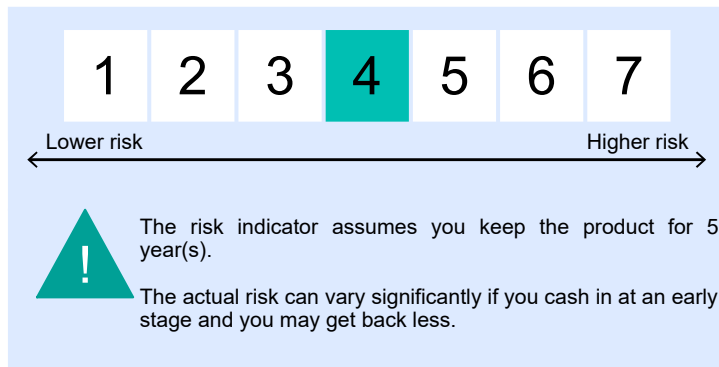 1 2 3 4 5 6 7
Lower risk Higher risk
!
The risk indicator assumes you keep the product for 5
year(s).
The actual risk can vary significantly if you cash in at an early
stage and you may get back less.